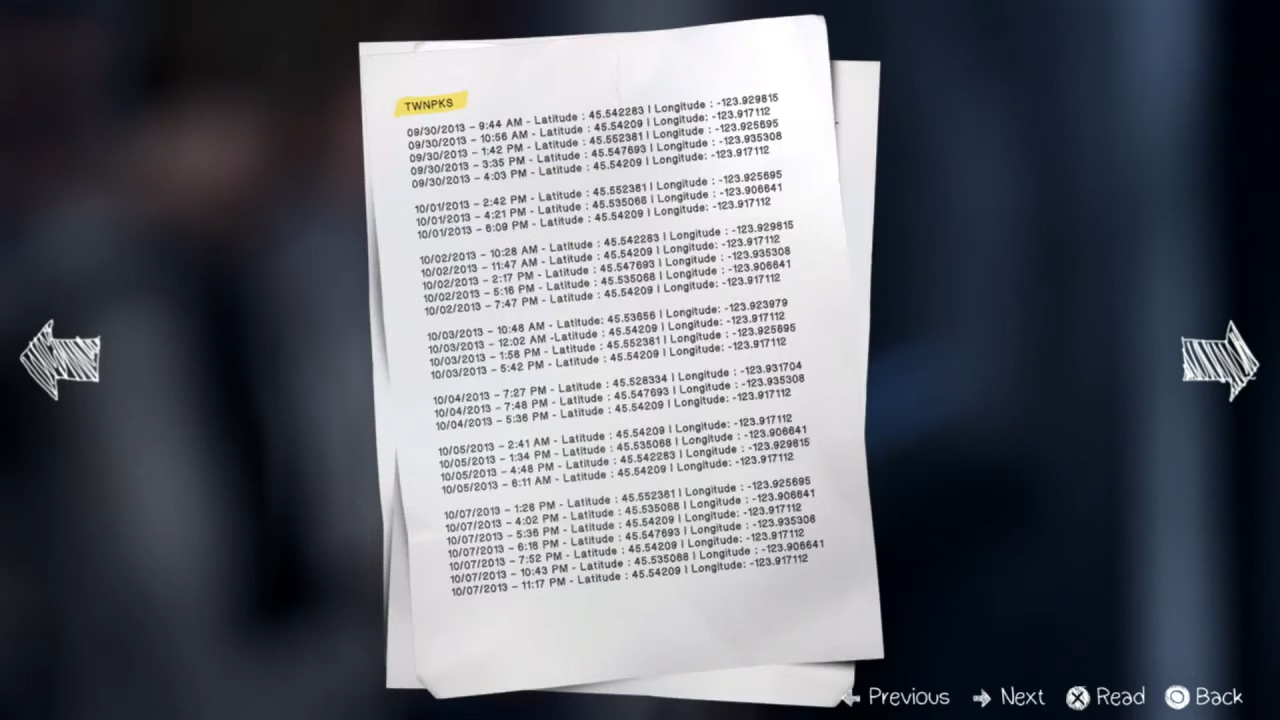 TWNPKS
09/30/2013 - 9:44 AM - Latitude : 45.542283 | Longitude : -123.929815
09/30/2013 - 10:56 AM - Latitude : 45.54209 | Longitude: -123.917112
09/30/2013 - 1:42 PM - Latitude : 45.552381 | Longitude : -123.925695
09/30/2013 - 3:35 PM - Latitude : 45.547693 | Longitude : -123.935308
09/30/2013 - 4:03 PM - Latitude : 45.54209 | Longitude: -123.917112
10/01/2013 - 2:42 PM - Latitude : 45.552381 | Longitude : -123.925695
10/01/2013 - 4:21 PM - Latitude : 45.535068 | Longitude : -123.906641
10/01/2013 - 6:09 PM - Latitude : 45.54209 | Longitude: -123.917112
10/02/2013 - 10:28 AM - Latitude : 45.542283 | Longitude : -123.929815
10/02/2013 - 11:47 AM - Latitude : 45.54209 | Longitude: -123.917112
10/02/2013 - 2:17 PM - Latitude : 45.547693 | Longitude : -123.935308
10/02/2013 - 5:16 PM - Latitude : 45.535068 | Longitude : -123.906641
10/02/2013 - 7:47 PM - Latitude : 45.54209 | Longitude: -123.917112
10/03/2013 - 10:48 AM - Latitude: 45.53656 | Longitude: -123.923979
10/03/2013 - 12:02 AM -Latitude : 45.54209 | Longitude: -123.917112
10/03/2013 - 1:58 PM - Latitude : 45.552381 | Longitude : -123.925695
10/03/2013 - 5:42 PM - Latitude : 45.54209 | Longitude: -123.917112
10/04/2013 - 7:27 PM - Latitude : 45.528334 | Longitude : -123.931704
10/04/2013 - 7:48 PM - Latitude : 45.547693 | Longitude : -123.935308
10/04/2013 - 5:36 PM - Latitude : 45.54209 | Longitude: -123.917112
10/05/2013 - 2:41 AM - Latitude : 45.54209 | Longitude: -123.917112
10/05/2013 - 1:34 PM - Latitude : 45.535068 | Longitude : -123.906641
10/05/2013 - 4:48 PM - Latitude : 45.542283 | Longitude : -123.929815
10/05/2013 - 6:11 AM - Latitude : 45.54209 | Longitude: -123.917112
10/07/2013 - 1:28 PM - Latitude : 45.552381 | Longitude : -123.925695
10/07/2013 - 4:02 PM - Latitude : 45.535068 | Longitude : -123.906641
10/07/2013 - 5:36 PM - Latitude : 45.54209 | Longitude: -123.917112
10/07/2013 - 6:18 PM - Latitude : 45.547693 | Longitude : -123.935308
10/07/2013 - 7:52 PM - Latitude : 45.54209 | Longitude: -123.917112
10/07/2013 - 10:43 PM - Latitude : 45.535068 | Longitude : -123.906641
10/07/2013 - 11:17 PM - Latitude : 45.54209 | Longitude: -123.917112
Previous Next Read Back